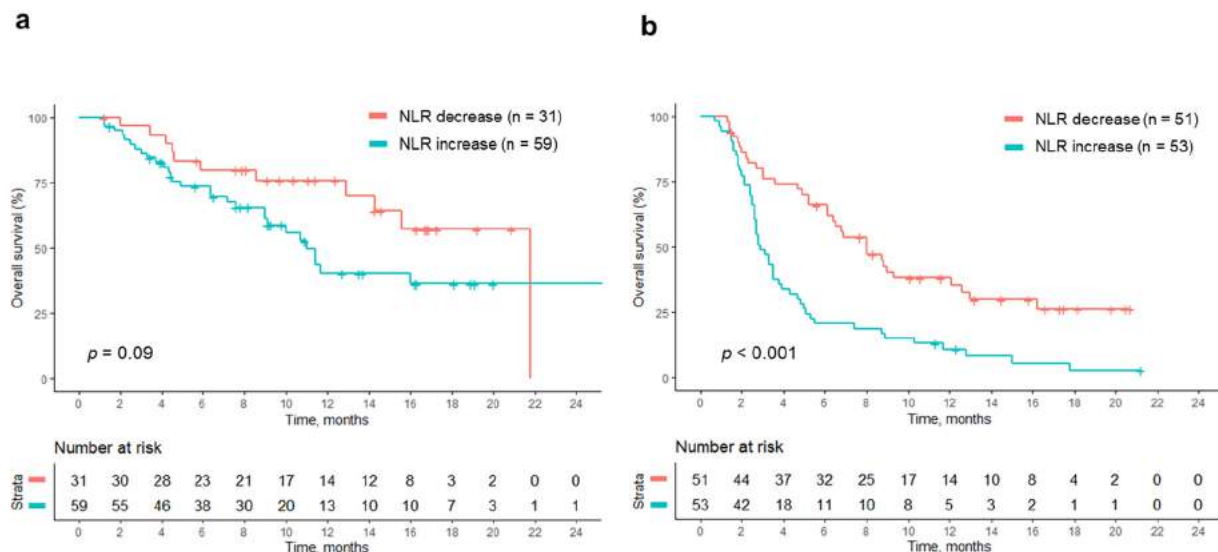 a
NLR decrease (n = 31)
NLR increase (n = 59)
Overall survival (%)
100
75
50
25
0
p = 0.09
0 2 4 6 8 10 12 14 16 18 20 22 24
Time, months
Number at risk
Strata
31 30 28 23 21 17 14 12 8 3 2 0 0
59 55 46 38 30 20 13 10 10 7 3 1 1
0 2 4 6 8 10 12 14 16 18 20 22 24
Time, months
b
NLR decrease (n = 51)
NLR increase (n = 53)
Overall survival (%)
100
75
50
25
0
p < 0.001
0 2 4 6 8 10 12 14 16 18 20 22 24
Time, months
Number at risk
Strata
51 44 37 32 25 17 14 10 8 4 2 0 0
53 42 18 11 10 8 5 3 2 1 1 0 0
0 2 4 6 8 10 12 14 16 18 20 22 24
Time, months